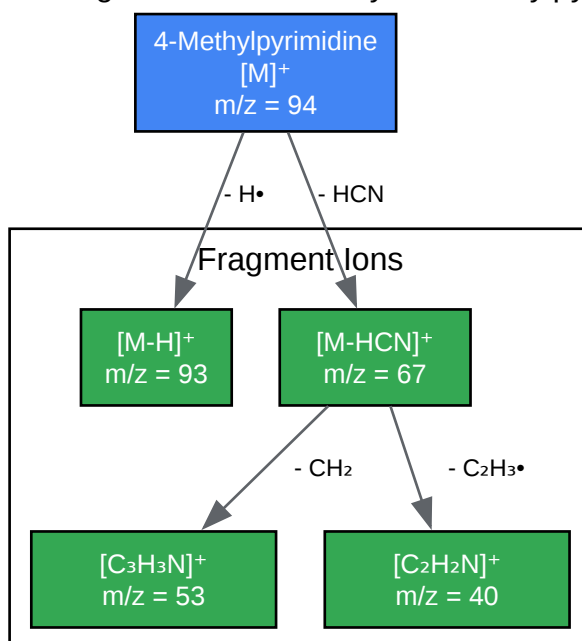 4-Methylpyrimidine
[M]⁺
m/z = 94
- H•
- HCN
Fragment Ions
[M-H]⁺
m/z = 93
[M-HCN]⁺
m/z = 67
- CH₂
- C₂H₃•
[C₃H₃N]⁺
m/z = 53
[C₂H₂N]⁺
m/z = 40